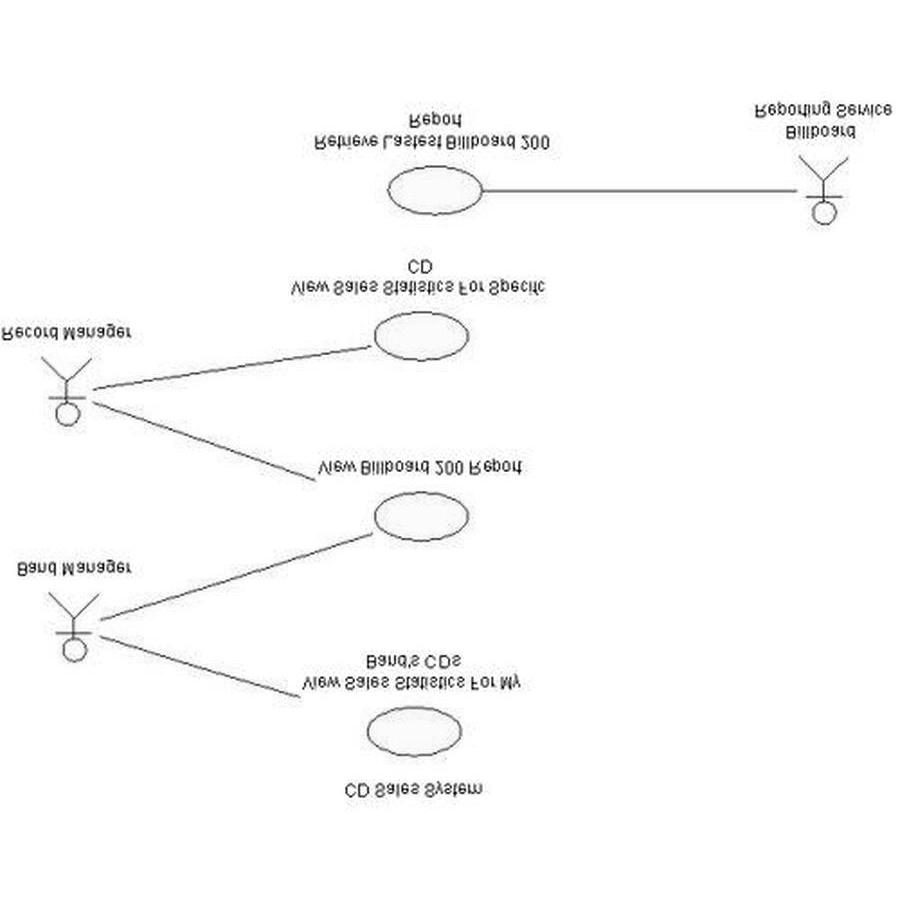 CD Sales System
View Sales Statistics For My
Band's CDs
Band Manager
View Billboard 200 Report
Record Manager
View Sales Statistics For Specifc
CD
Retrieve Lastest Billboard 200
Report
Billboard
Reporting Service